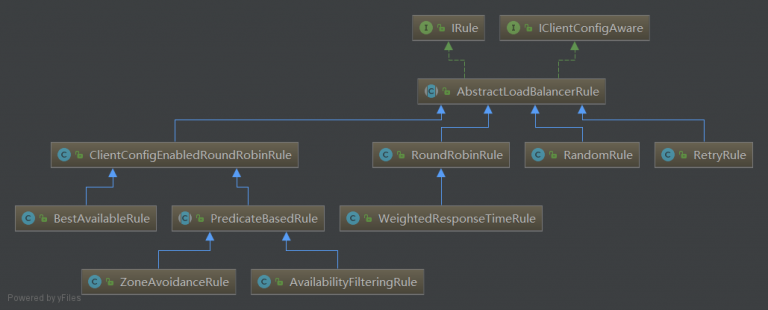 IRule
IClientConfigAware
AbstractLoadBalancerRule
ClientConfigEnabledRoundRobinRule
RoundRobinRule
RandomRule
RetryRule
BestAvailableRule
PredicateBasedRule
WeightedResponseTimeRule
ZoneAvoidanceRule
AvailabilityFilteringRule
Powered by yFiles